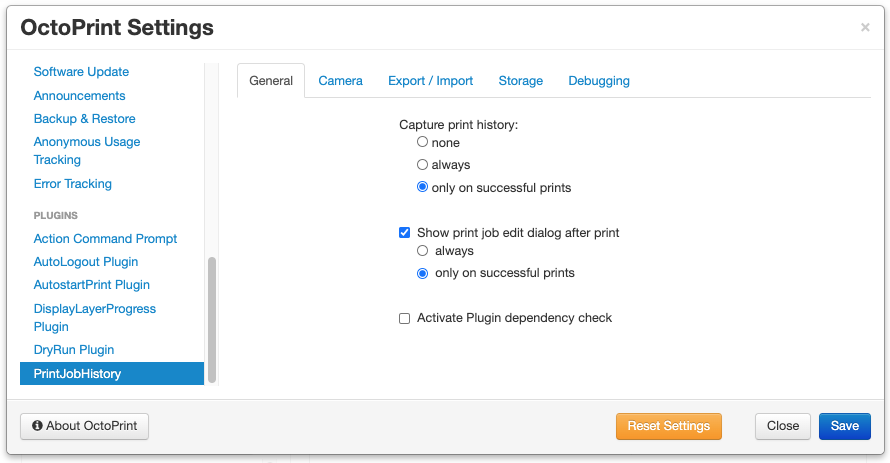 OctoPrint Settings
×
Software Update
Announcements
Backup & Restore
Anonymous Usage
Tracking
Error Tracking
PLUGINS
Action Command Prompt
AutoLogout Plugin
AutostartPrint Plugin
DisplayLayerProgress
Plugin
DryRun Plugin
PrintJobHistory
General
Camera
Export / Import
Storage
Debugging
Capture print history:
none
always
only on successful prints
Show print job edit dialog after print
always
only on successful prints
Activate Plugin dependency check
About OctoPrint
Reset Settings
Close
Save